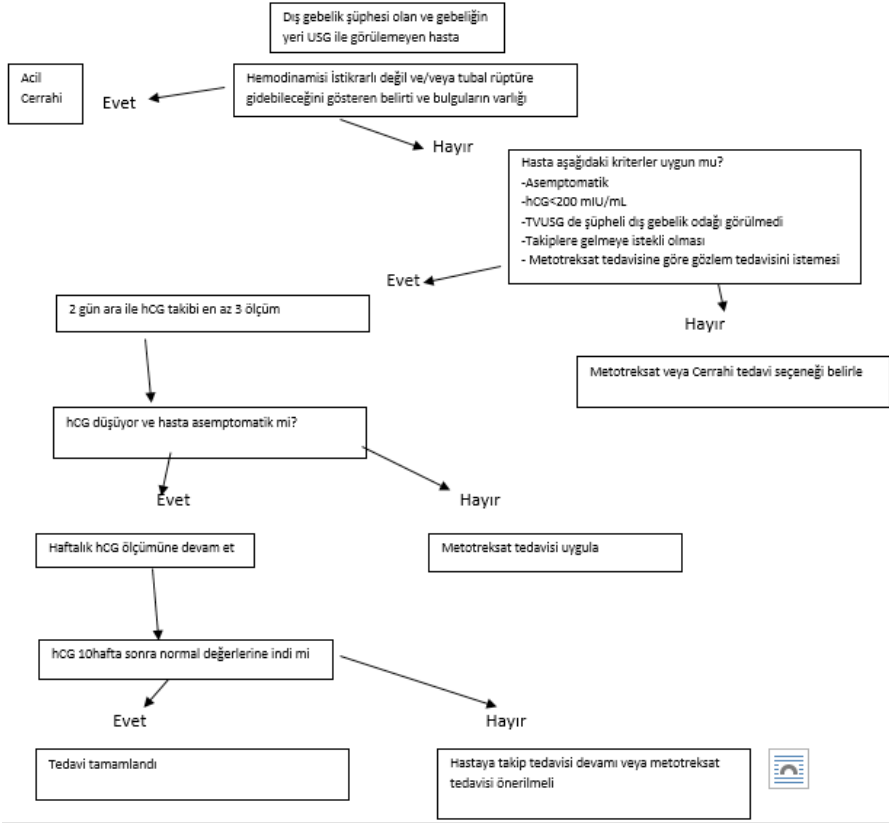 Dış gebelik şüphesi olan ve gebeliğin
yeri USG ile görülemeyen hasta
Acil
Cerrahi
Evet
Hemodinamisi İstikrarlı değil ve/veya tubal rüptüre
gidebileceğini gösteren belirti ve bulguların varlığı
Hayır
Hasta aşağıdaki kriterler uygun mu?
-Asemptomatik
-hCG<200 mIU/mL
-TVUSG de şüpheli dış gebelik odağı görülmedi
-Takiplere gelmeye istekli olması
- Metotreksat tedavisine göre gözlem tedavisini istemesi
Evet
Hayır
2 gün ara ile hCG takibi en az 3 ölçüm
Metotreksat veya Cerrahi tedavi seçeneği belirle
hCG düşüyor ve hasta asemptomatik mi?
Evet
Hayır
Haftalık hCG ölçümüne devam et
Metotreksat tedavisi uygula
hCG 10hafta sonra normal değerlerine indi mi
Evet
Hayır
Tedavi tamamlandı
Hastaya takip tedavisi devamı veya metotreksat
tedavisi önerilmeli